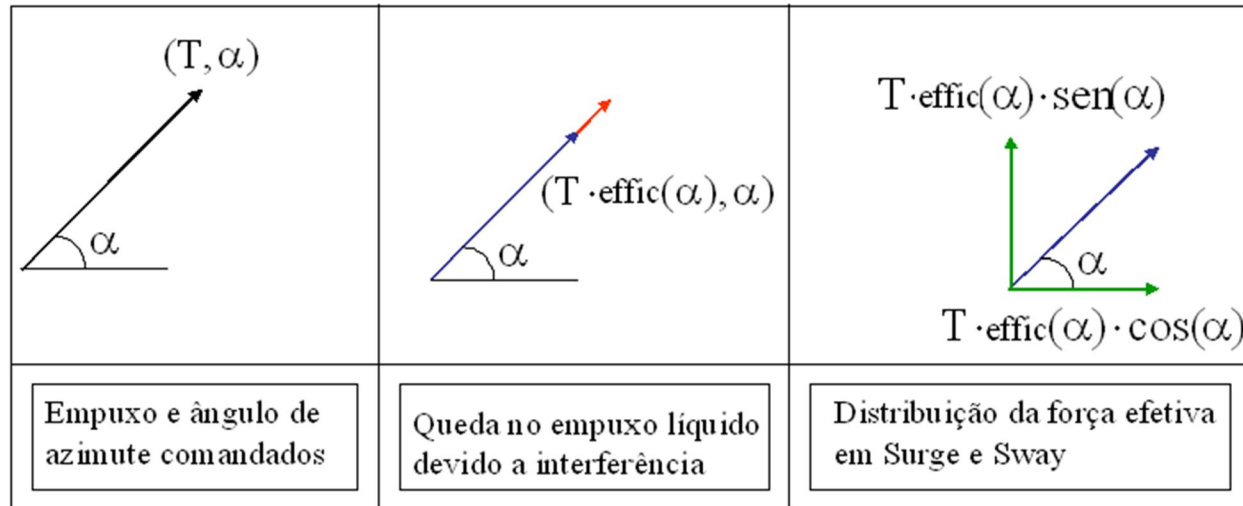 (T, α)
α
Empuxo e ângulo de
azimute comandados
(T·effic(α), α)
α
Queda no empuxo líquido
devido a interferência
T·effic(α)·sen(α)
α
T·effic(α)·cos(α)
Distribuição da força efetiva
em Surge e Sway